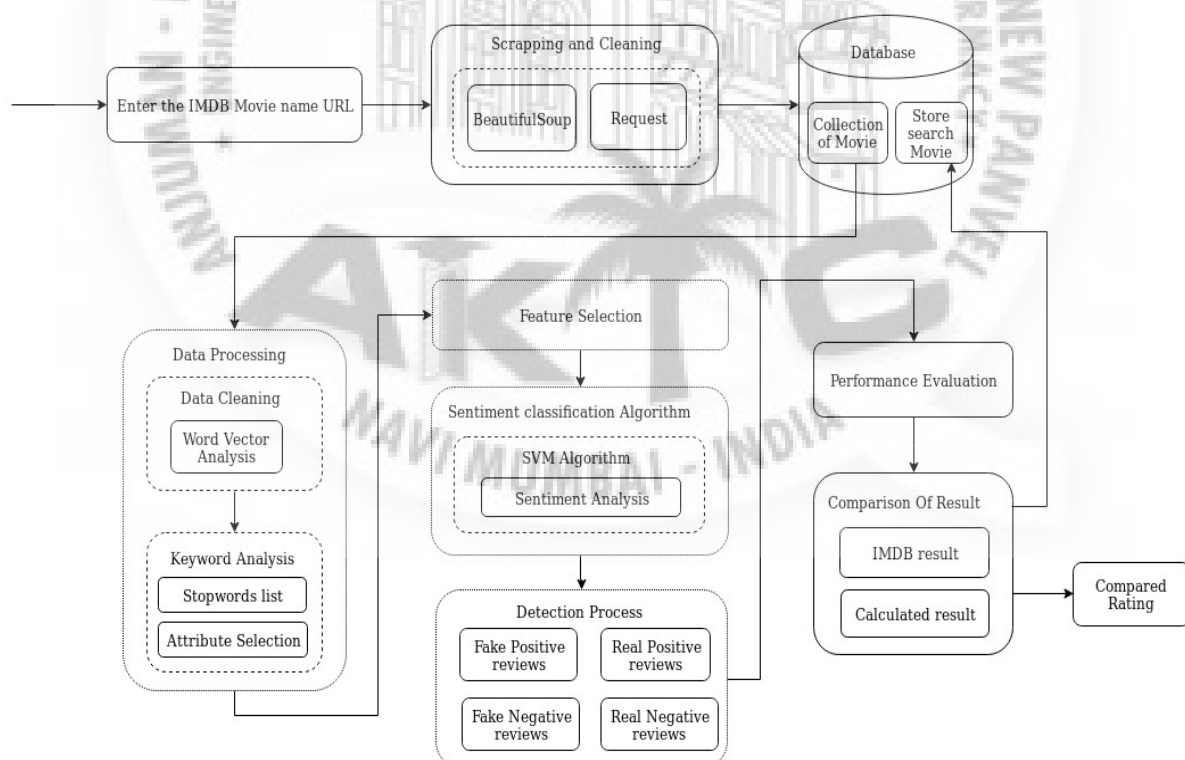 Enter the IMDB Movie name URL
Scrapping and Cleaning
BeautifulSoup
Request
Database
Collection
of Movie
Store
search
Movie
Data Processing
Data Cleaning
Word Vector
Analysis
Keyword Analysis
Stopwords list
Attribute Selection
Feature Selection
Sentiment classification Algorithm
SVM Algorithm
Sentiment Analysis
Detection Process
Fake Positive
reviews
Real Positive
reviews
Fake Negative
reviews
Real Negative
reviews
Performance Evaluation
Comparison Of Result
IMDB result
Calculated result
Compared
Rating
AKTC
NAVI MUMBAI - INDIA
NEW PANVEL